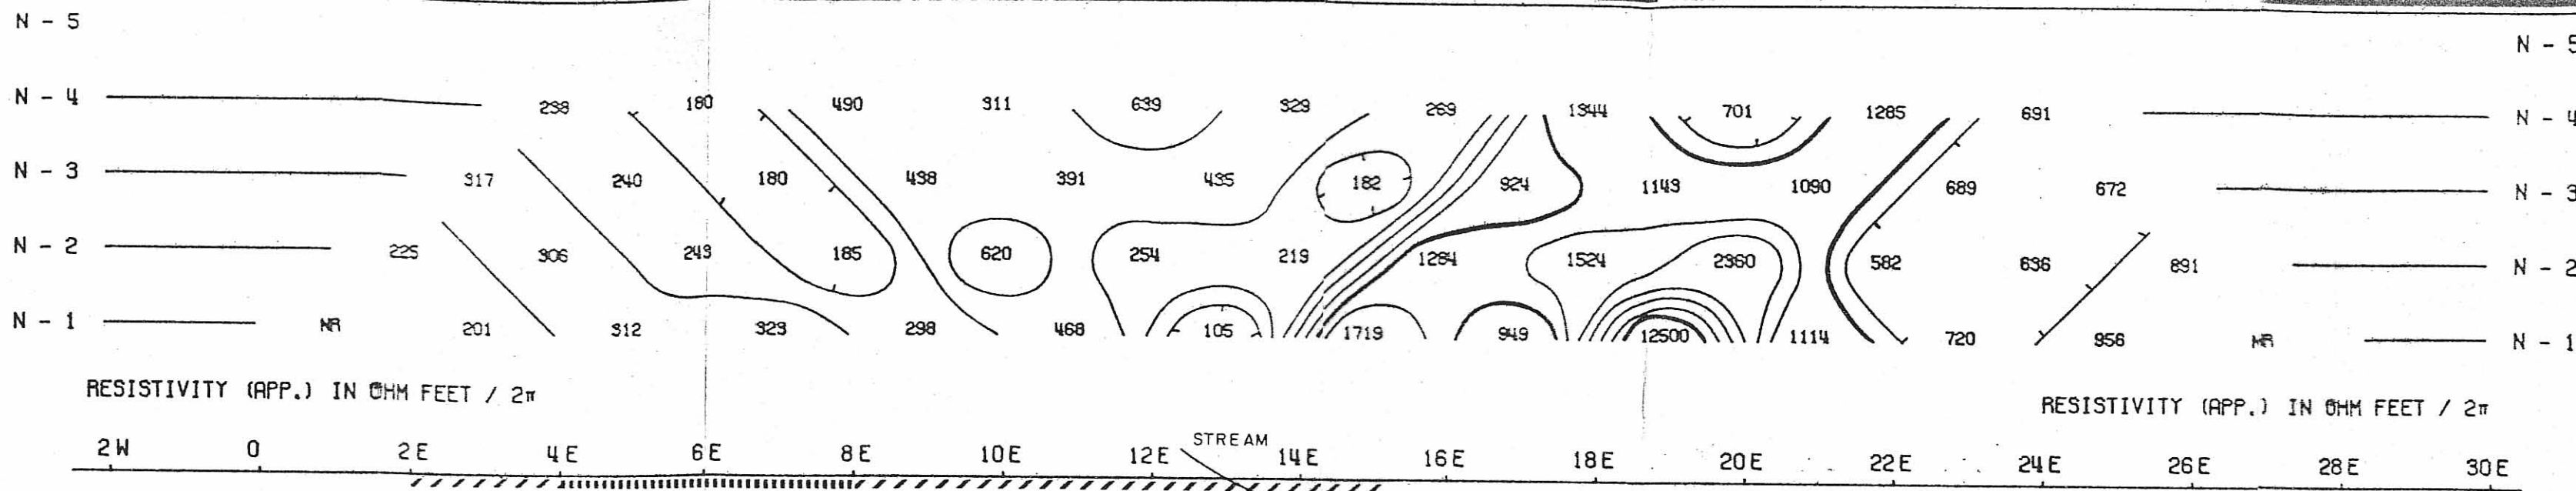 N - 5 N - 5
N - 4 238 180 490 311 639 329 269 1344 701 1285 691 N - 4
N - 3 317 240 180 438 391 435 182 924 1143 1090 689 672 N - 3
N - 2 225 306 243 185 620 254 219 1284 1524 2360 582 636 891 N - 2
N - 1 NR 201 312 323 298 468 105 1719 949 12500 1114 720 956 NR N - 1
RESISTIVITY (APP.) IN OHM FEET / 2π RESISTIVITY (APP.) IN OHM FEET / 2π
STREAM
2W 0 2E 4E 6E 8E 10E 12E 14E 16E 18E 20E 22E 24E 26E 28E 30E